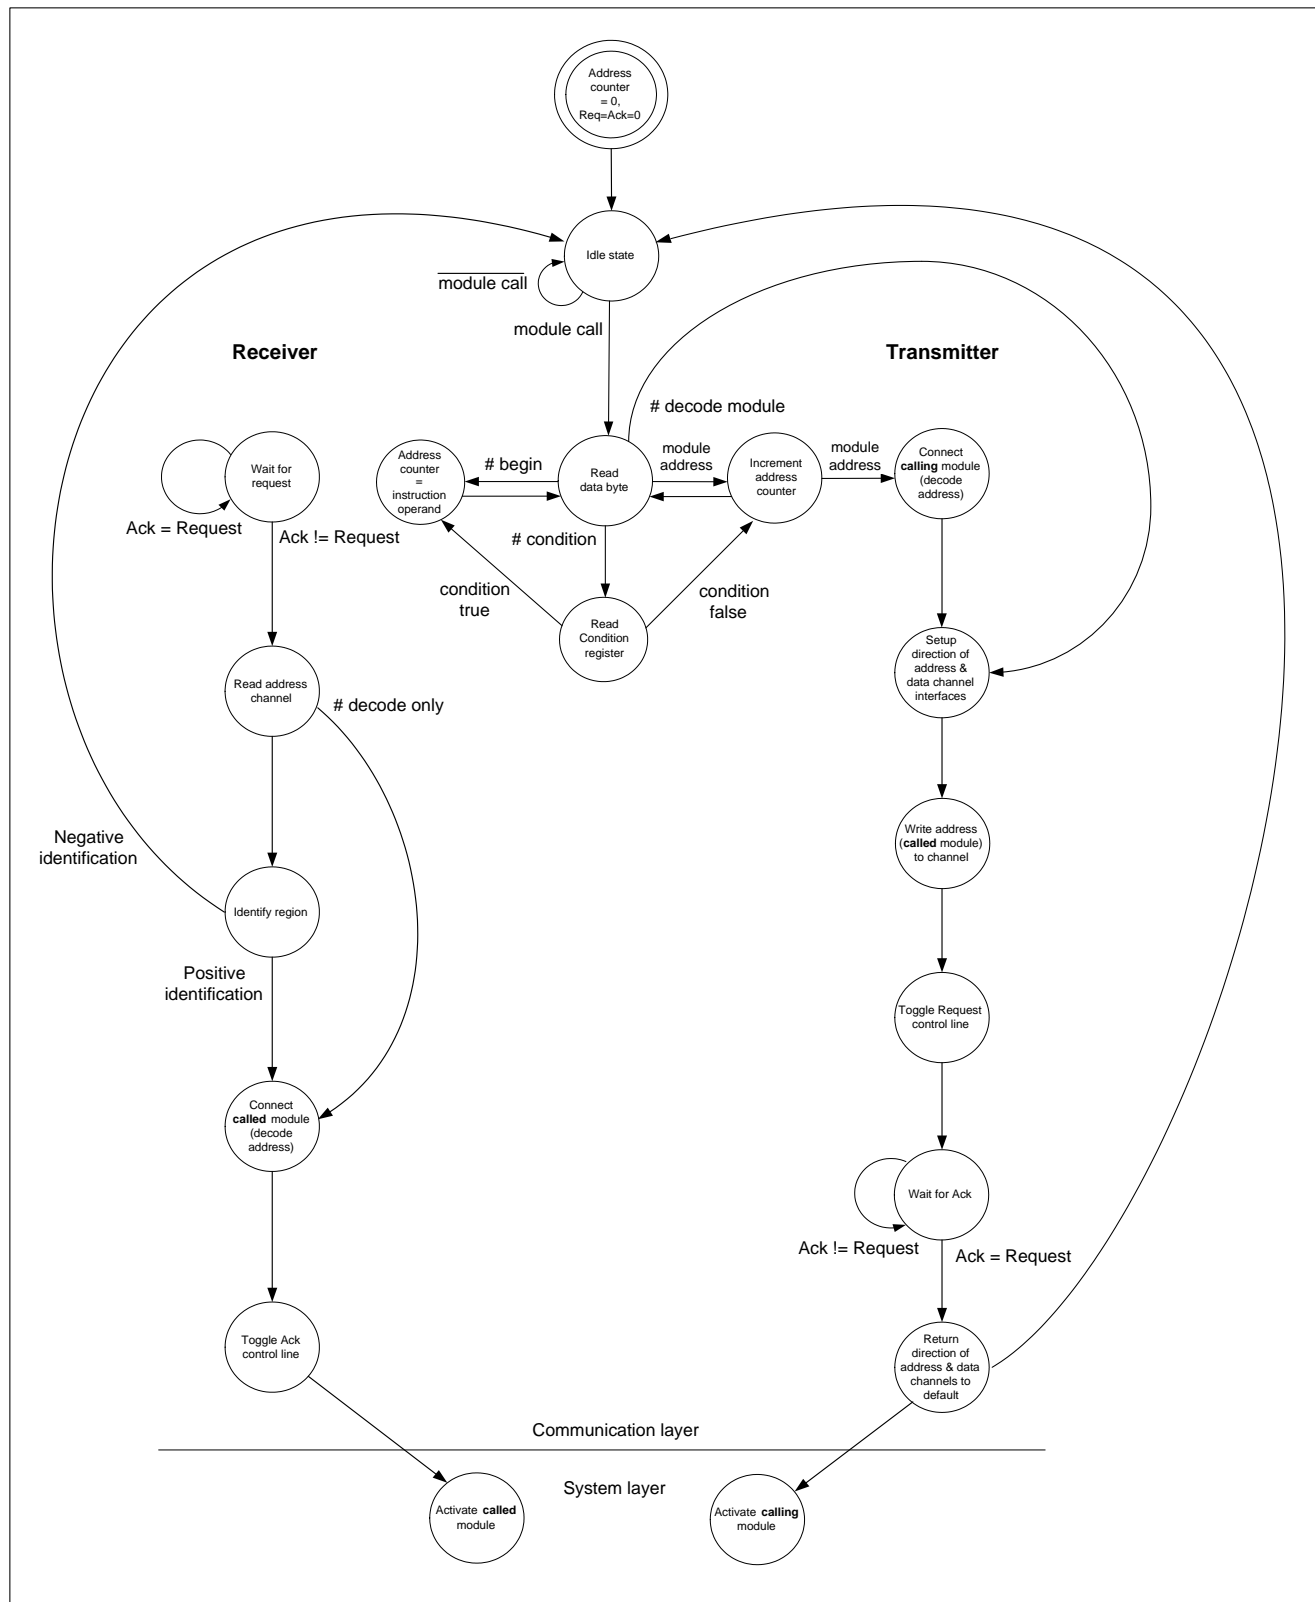 Address
counter
= 0,
Req=Ack=0
Idle state
module call
module call
Receiver
Transmitter
# decode module
Wait for
request
Ack = Request
Ack != Request
Address
counter
=
instruction
operand
# begin
Read
data byte
module
address
Increment
address
counter
module
address
Connect
calling module
(decode
address)
# condition
condition
true
condition
false
Read
Condition
register
Setup
direction of
address &
data channel
interfaces
Read address
channel
# decode only
Write address
(called module)
to channel
Negative
identification
Identify region
Positive
identification
Toggle Request
control line
Connect
called module
(decode
address)
Wait for Ack
Ack != Request
Ack = Request
Toggle Ack
control line
Return
direction of
address & data
channels to
default
Communication layer
System layer
Activate called
module
Activate calling
module